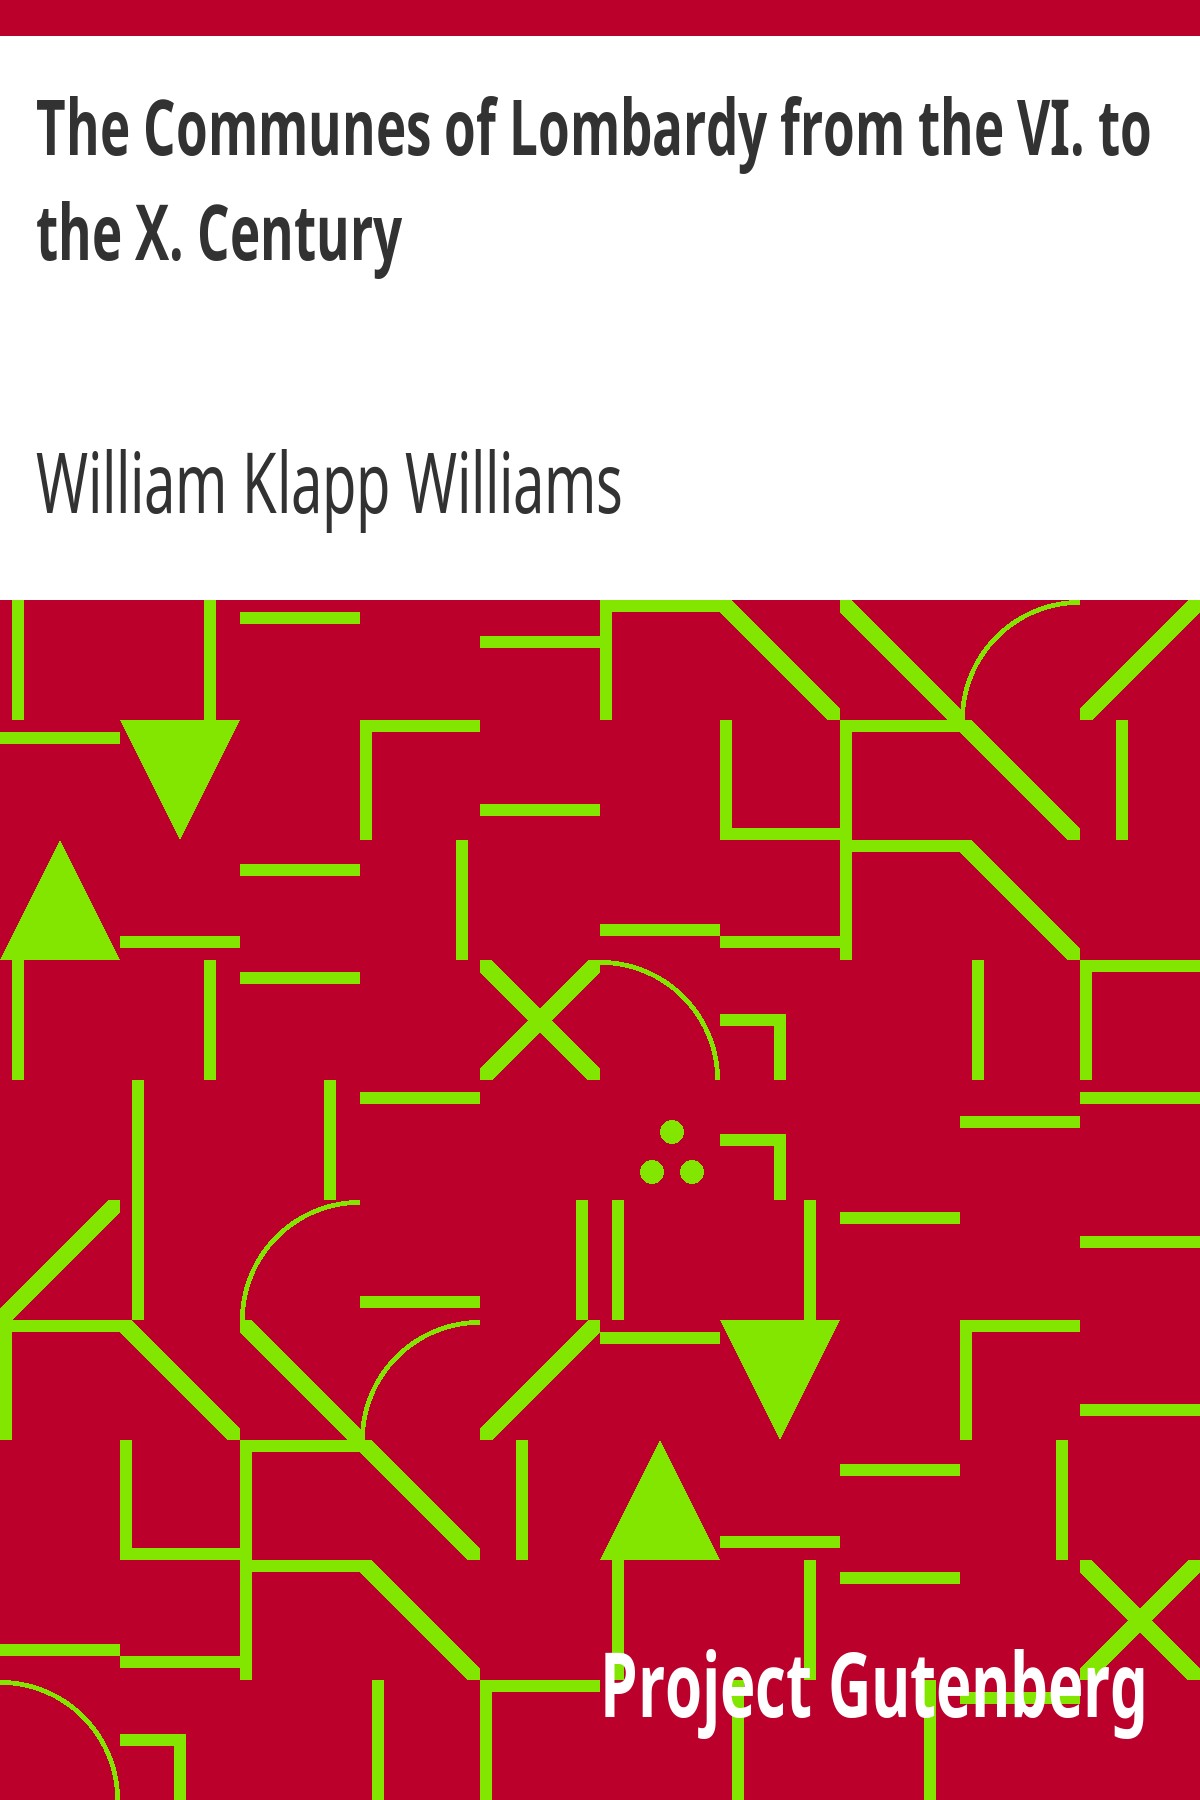 The Communes of Lombardy from the VI. to
the X. Century
William Klapp Williams
Project Gutenberg